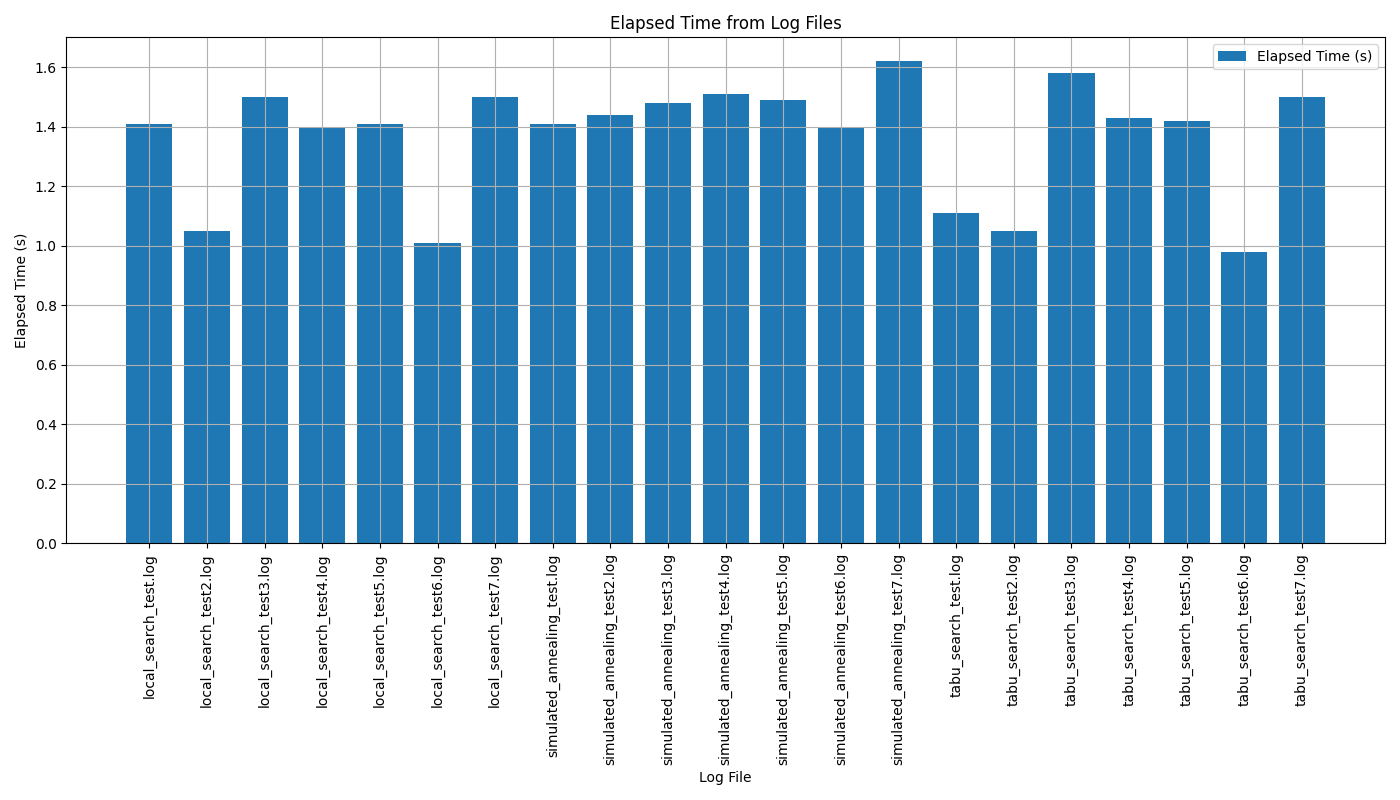 Elapsed Time from Log Files
Elapsed Time (s)
1.6
1.4
1.2
1.0
0.8
0.6
0.4
0.2
0.0
Elapsed Time (s)
local_search_test.log
local_search_test2.log
local_search_test3.log
local_search_test4.log
local_search_test5.log
local_search_test6.log
local_search_test7.log
simulated_annealing_test.log
simulated_annealing_test2.log
simulated_annealing_test3.log
simulated_annealing_test4.log
simulated_annealing_test5.log
simulated_annealing_test6.log
simulated_annealing_test7.log
tabu_search_test.log
tabu_search_test2.log
tabu_search_test3.log
tabu_search_test4.log
tabu_search_test5.log
tabu_search_test6.log
tabu_search_test7.log
Log File